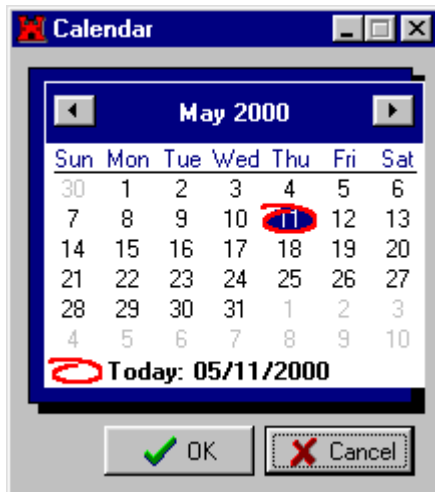 Calendar
May 2000
Sun Mon Tue Wed Thu Fri Sat
30 1 2 3 4 5 6
7 8 9 10 11 12 13
14 15 16 17 18 19 20
21 22 23 24 25 26 27
28 29 30 31 1 2 3
4 5 6 7 8 9 10
Today: 05/11/2000
OK Cancel